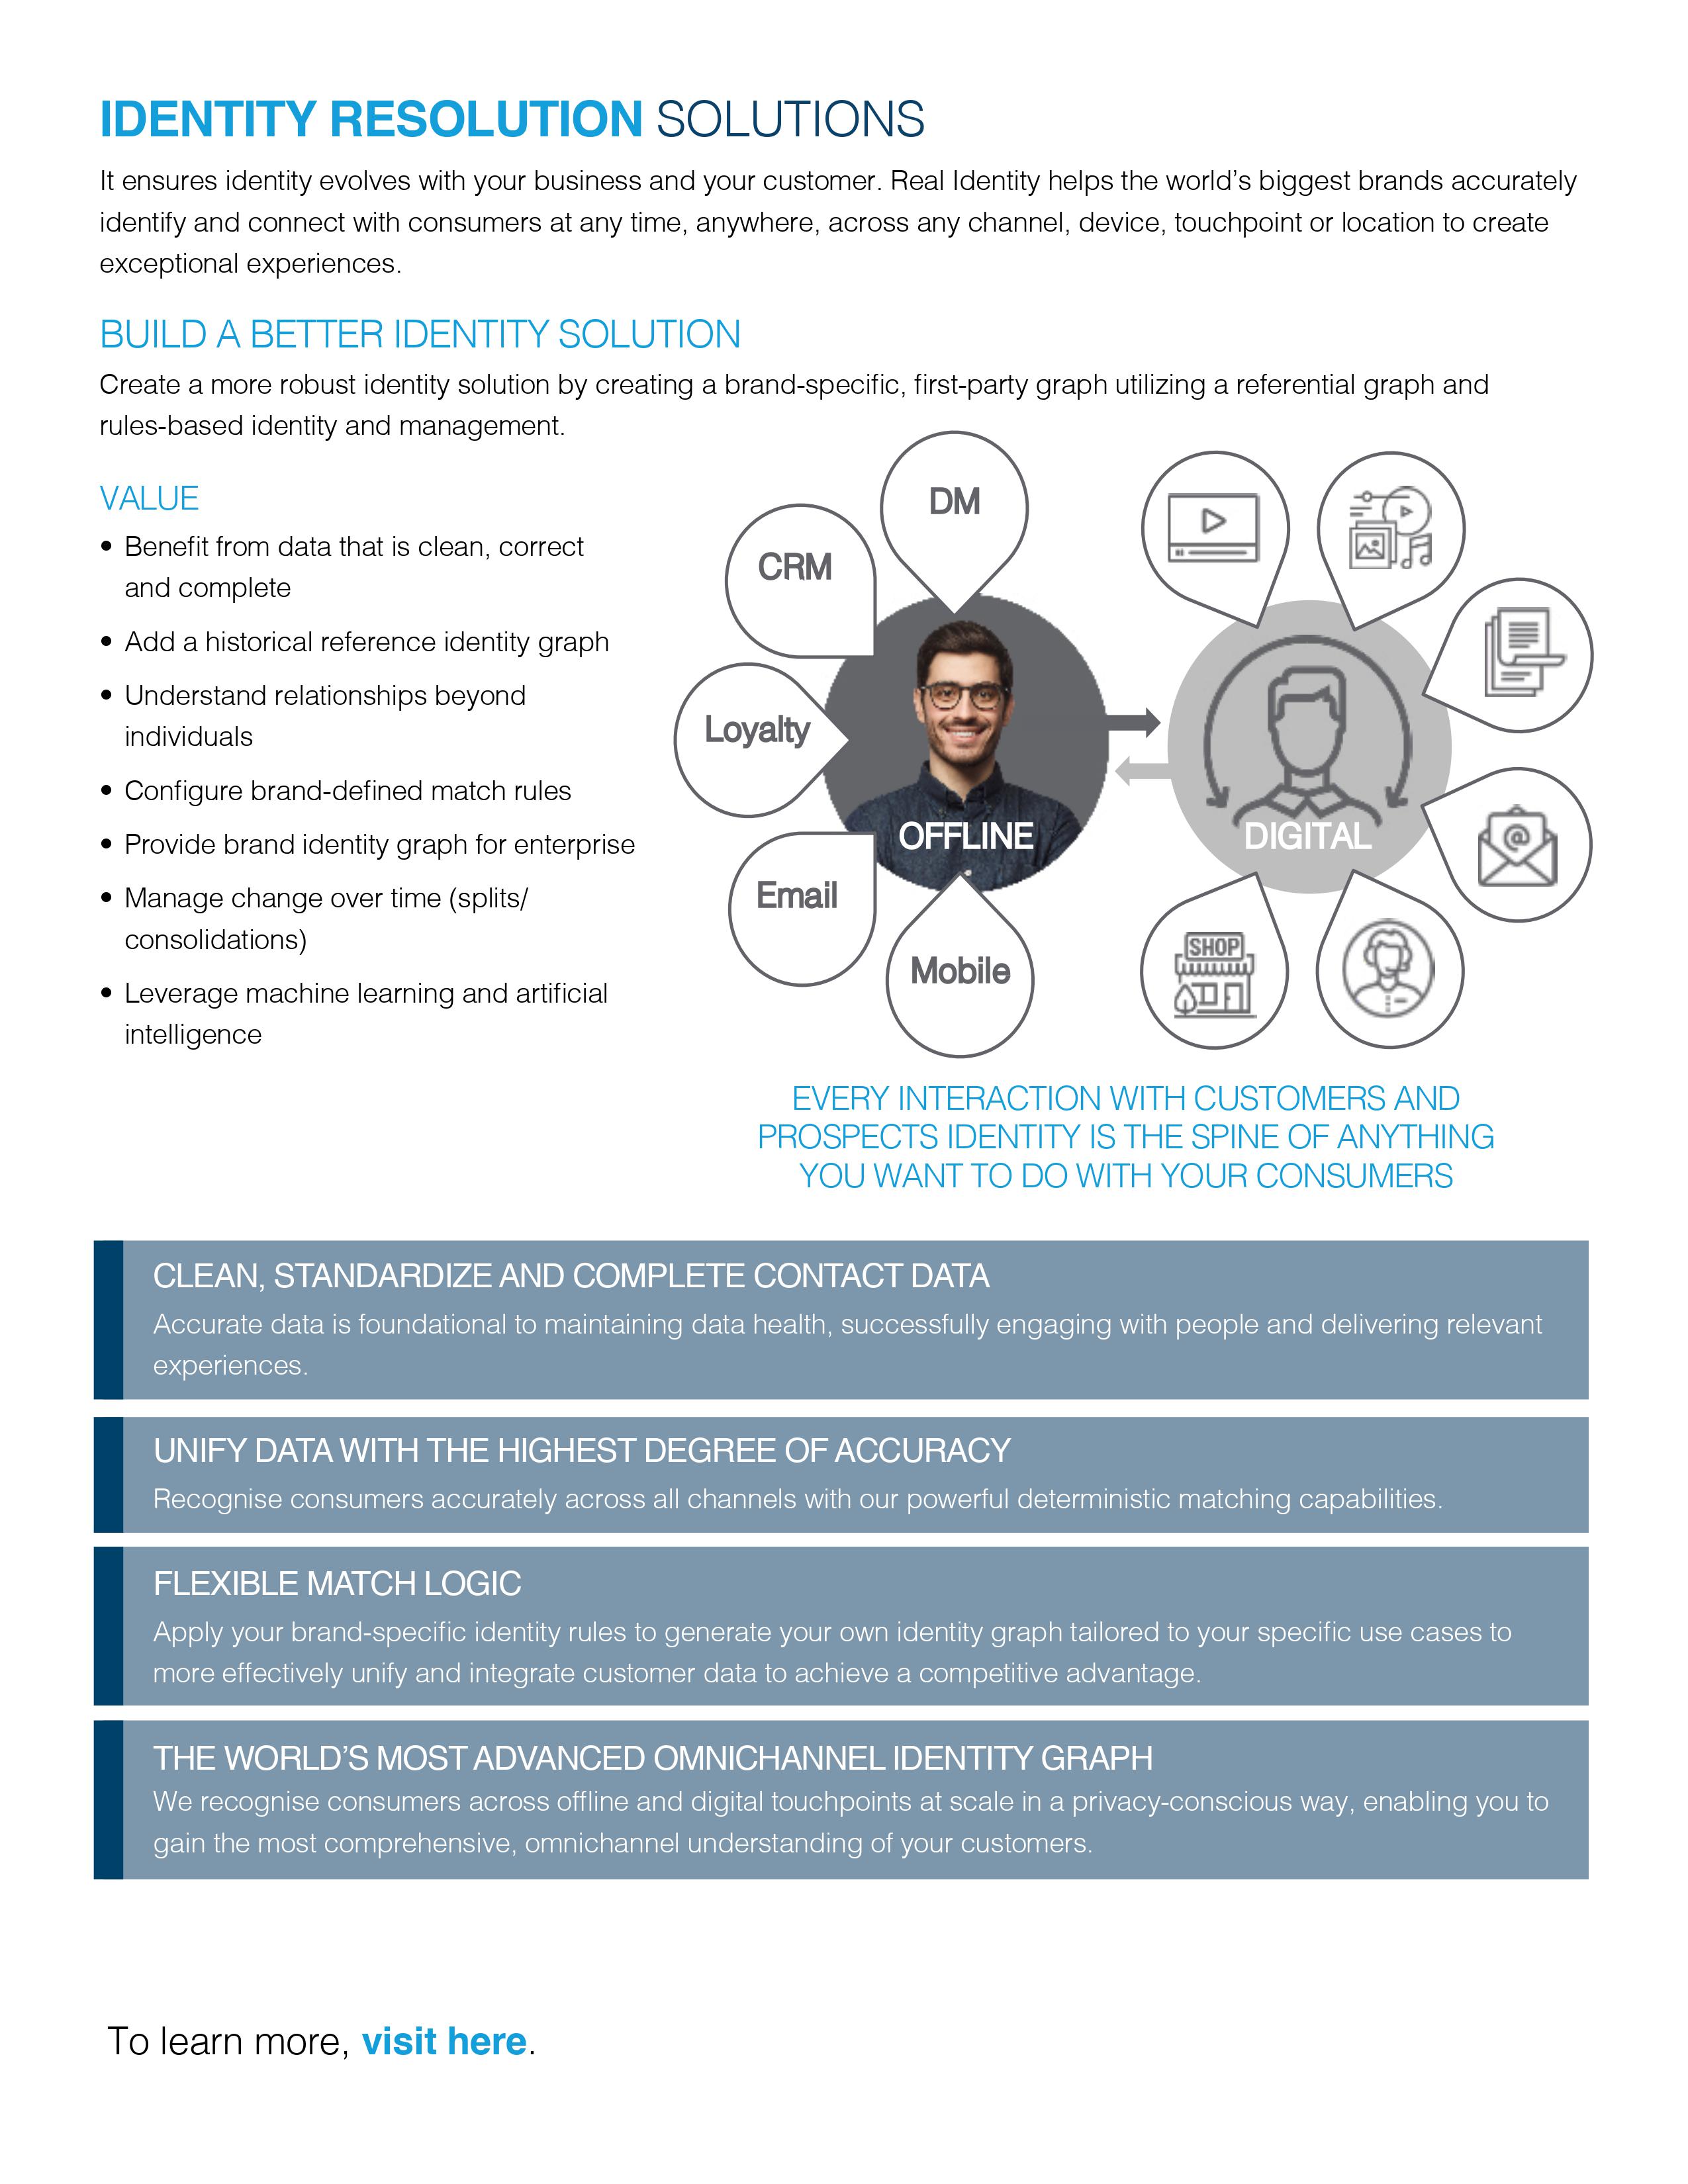 IDENTITY RESOLUTION SOLUTIONS
It ensures identity evolves with your business and your customer. Real Identity helps the world’s biggest brands accurately
identify and connect with consumers at any time, anywhere, across any channel, device, touchpoint or location to create
exceptional experiences.
BUILD A BETTER IDENTITY SOLUTION
Create a more robust identity solution by creating a brand-specific, first-party graph utilizing a referential graph and
rules-based identity and management.
VALUE
• Benefit from data that is clean, correct
and complete
• Add a historical reference identity graph
• Understand relationships beyond
individuals
• Configure brand-defined match rules
• Provide brand identity graph for enterprise
• Manage change over time (splits/
consolidations)
• Leverage machine learning and artificial
intelligence
DM
CRM
Loyalty
Email
Mobile
OFFLINE
DIGITAL
@
SHOP
EVERY INTERACTION WITH CUSTOMERS AND
PROSPECTS IDENTITY IS THE SPINE OF ANYTHING
YOU WANT TO DO WITH YOUR CONSUMERS
CLEAN, STANDARDIZE AND COMPLETE CONTACT DATA
Accurate data is foundational to maintaining data health, successfully engaging with people and delivering relevant
experiences.
UNIFY DATA WITH THE HIGHEST DEGREE OF ACCURACY
Recognise consumers accurately across all channels with our powerful deterministic matching capabilities.
FLEXIBLE MATCH LOGIC
Apply your brand-specific identity rules to generate your own identity graph tailored to your specific use cases to
more effectively unify and integrate customer data to achieve a competitive advantage.
THE WORLD’S MOST ADVANCED OMNICHANNEL IDENTITY GRAPH
We recognise consumers across offline and digital touchpoints at scale in a privacy-conscious way, enabling you to
gain the most comprehensive, omnichannel understanding of your customers.
To learn more, visit here.